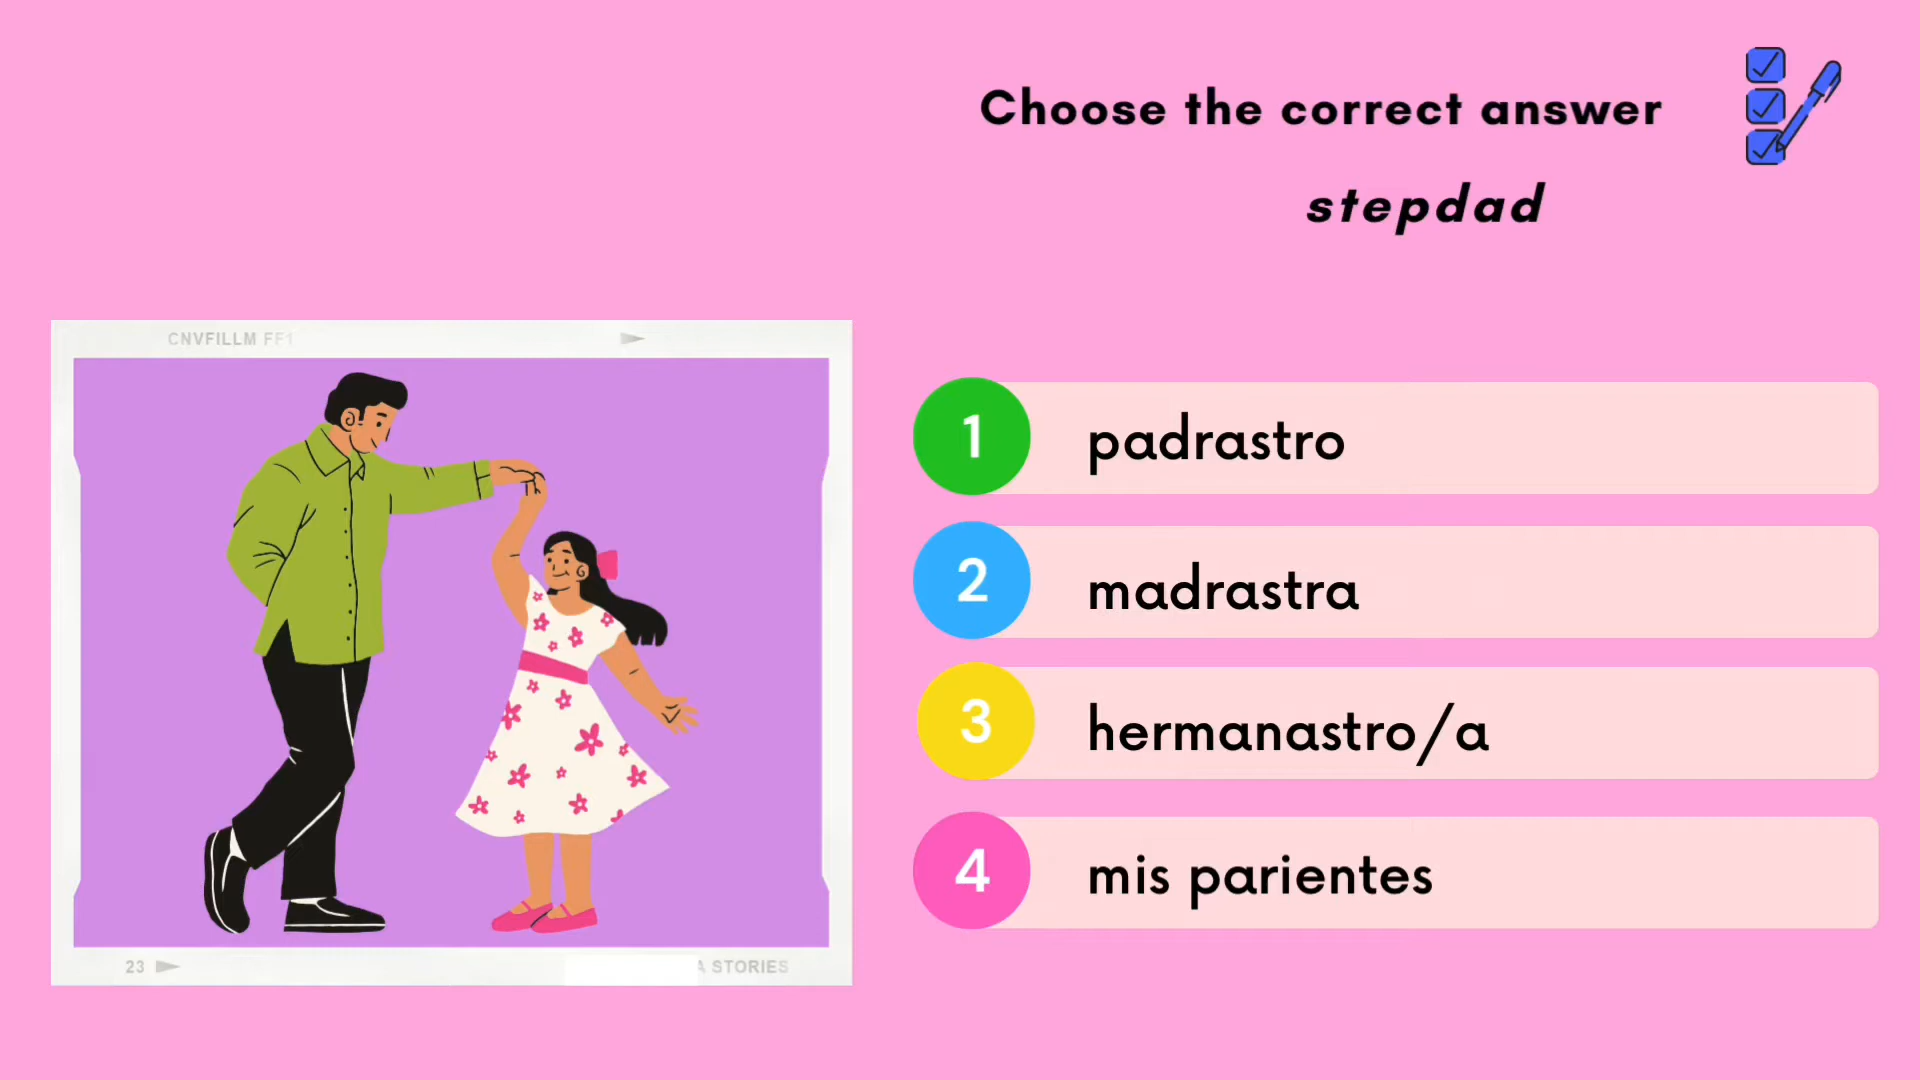 Choose the correct answer
stepdad
CNVFILLM FF1
1 padrastro
2 madrastra
3 hermanastro/a
4 mis parientes
23
A STORIES